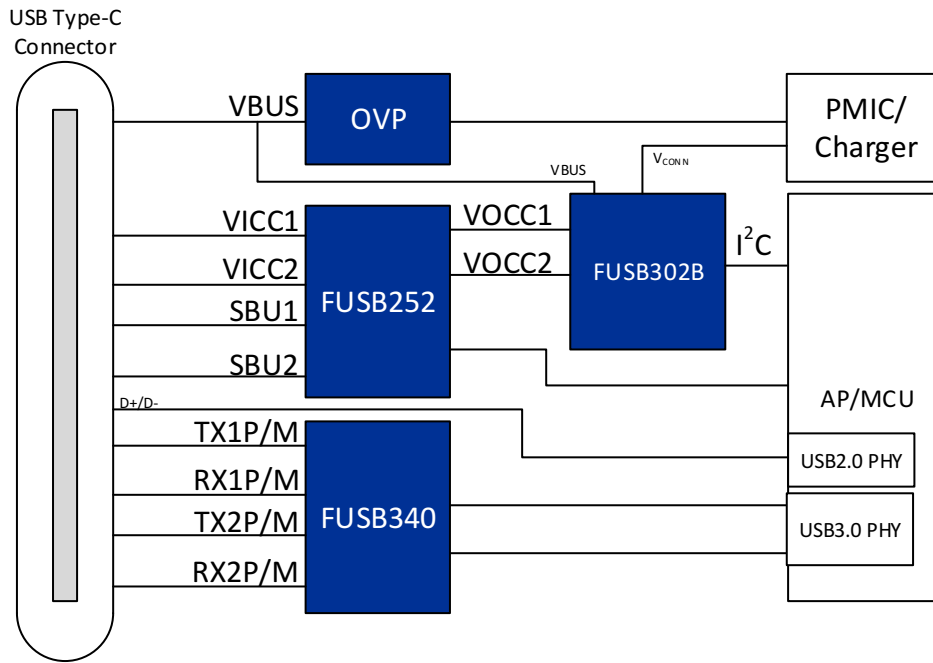 USB Type-C
Connector
VBUS
OVP
PMIC/
Charger
VBUS
VCONN
VICC1
VOCC1
VICC2
VOCC2
SBU1
SBU2
FUSB252
FUSB302B
I²C
D+/D-
AP/MCU
TX1P/M
RX1P/M
TX2P/M
RX2P/M
FUSB340
USB2.0 PHY
USB3.0 PHY